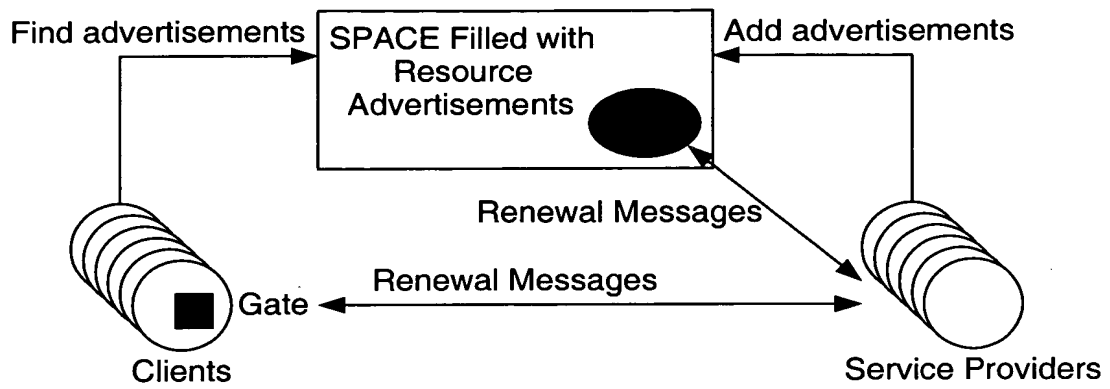 Find advertisements
SPACE Filled with
Resource
Advertisements
Add advertisements
Renewal Messages
Renewal Messages
Gate
Clients
Service Providers